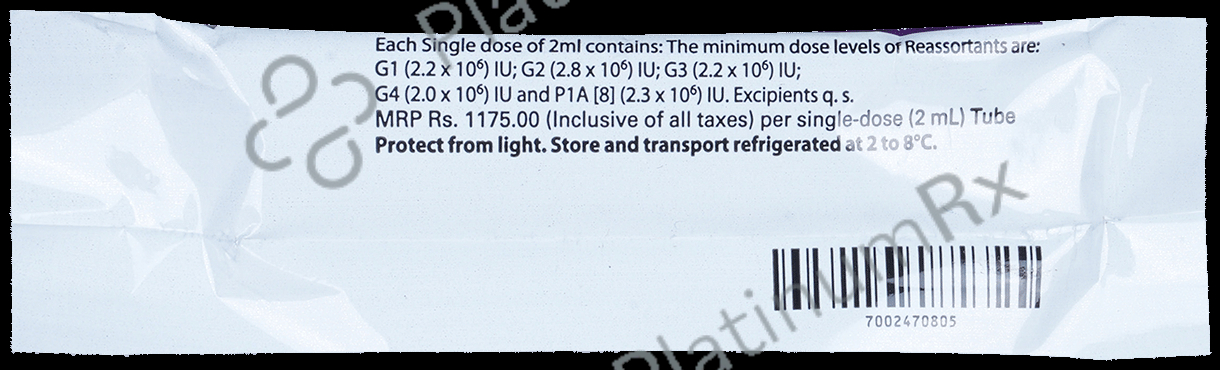 Each Single dose of 2ml contains: The minimum dose levels of Reassortants are:
G1 (2.2 x 10⁶) IU; G2 (2.8 x 10⁶) IU; G3 (2.2 x 10⁶) IU;
G4 (2.0 x 10⁶) IU and P1A [8] (2.3 x 10⁶) IU. Excipients q. s.
MRP Rs. 1175.00 (Inclusive of all taxes) per single-dose (2 mL) Tube
Protect from light. Store and transport refrigerated at 2 to 8°C.
PlatinumRx
7002470805